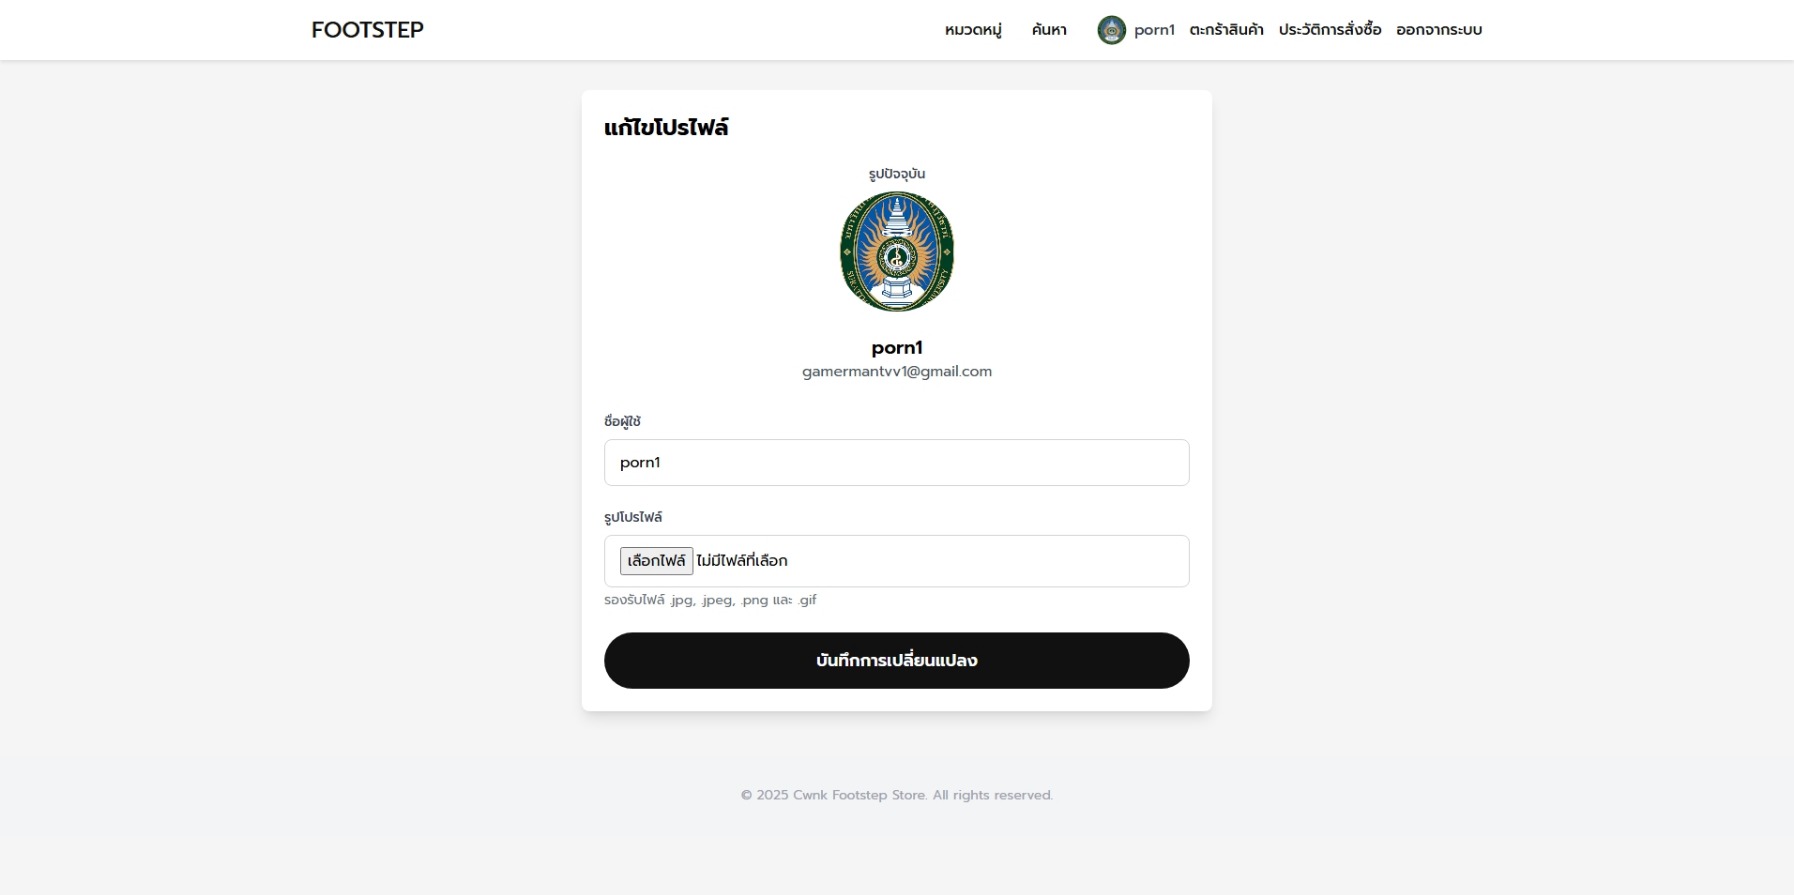 FOOTSTEP
หมวดหมู่ ค้นหา porn1 ตะกร้าสินค้า ประวัติการสั่งซื้อ ออกจากระบบ
แก้ไขโปรไฟล์
รูปปัจจุบัน
porn1
gamermantvv1@gmail.com
ชื่อผู้ใช้
porn1
รูปโปรไฟล์
เลือกไฟล์ ไม่มีไฟล์ที่เลือก
รองรับไฟล์ .jpg, .jpeg, .png และ .gif
บันทึกการเปลี่ยนแปลง
© 2025 Cwnk Footstep Store. All rights reserved.